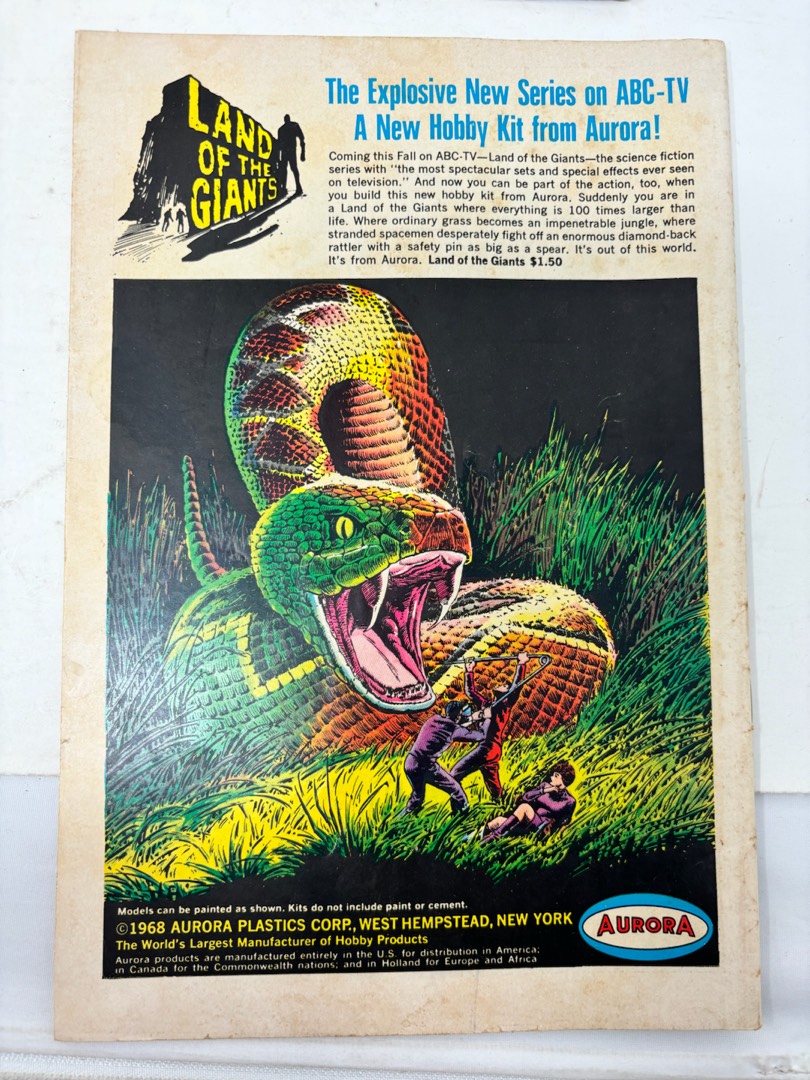 LAND
OF THE
GIANTS
The Explosive New Series on ABC-TV
A New Hobby Kit from Aurora!
Coming this Fall on ABC-TV—Land of the Giants—the science fiction
series with "the most spectacular sets and special effects ever seen
on television." And now you can be part of the action, too, when
you build this new hobby kit from Aurora. Suddenly you are in
a Land of the Giants where everything is 100 times larger than
life. Where ordinary grass becomes an impenetrable jungle, where
stranded spacemen desperately fight off an enormous diamond-back
rattler with a safety pin as big as a spear. It's out of this world.
It's from Aurora. Land of the Giants $1.50
Models can be painted as shown. Kits do not include paint or cement.
©1968 AURORA PLASTICS CORP., WEST HEMPSTEAD, NEW YORK
The World's Largest Manufacturer of Hobby Products
Aurora products are manufactured entirely in the U.S. for distribution in America;
in Canada for the Commonwealth nations; and in Holland for Europe and Africa
AURORA